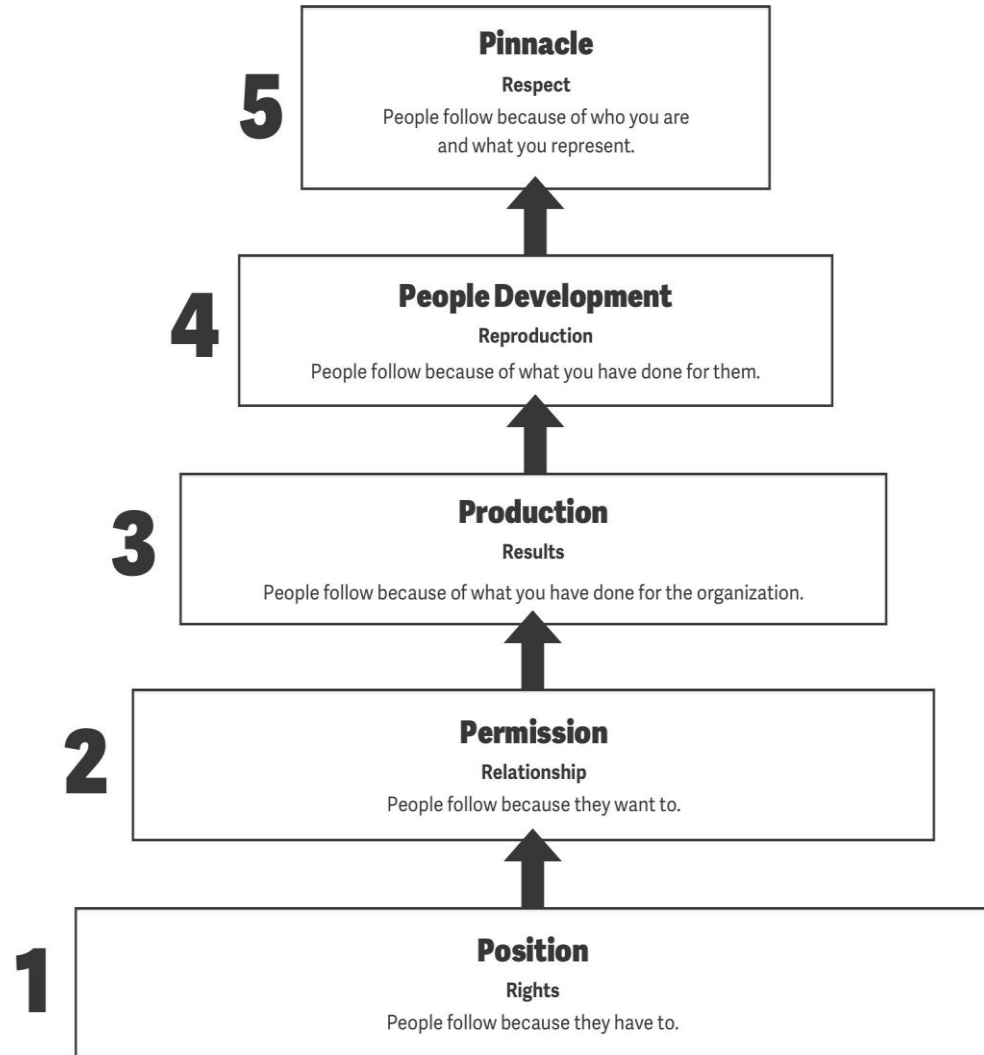 5
Pinnacle
Respect
People follow because of who you are
and what you represent.
4
People Development
Reproduction
People follow because of what you have done for them.
3
Production
Results
People follow because of what you have done for the organization.
2
Permission
Relationship
People follow because they want to.
1
Position
Rights
People follow because they have to.